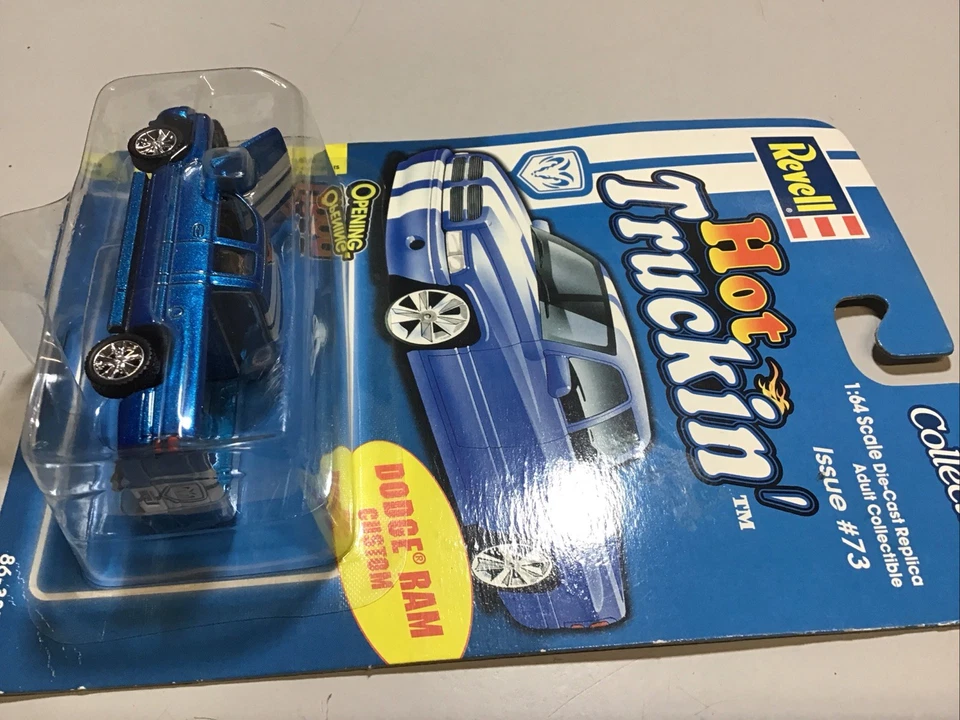 Revell
Hot
Truckin'™
1:64 Scale Die-Cast Replica
Adult Collectible
Issue #73
OPENING
DODGE® RAM
CUSTOM